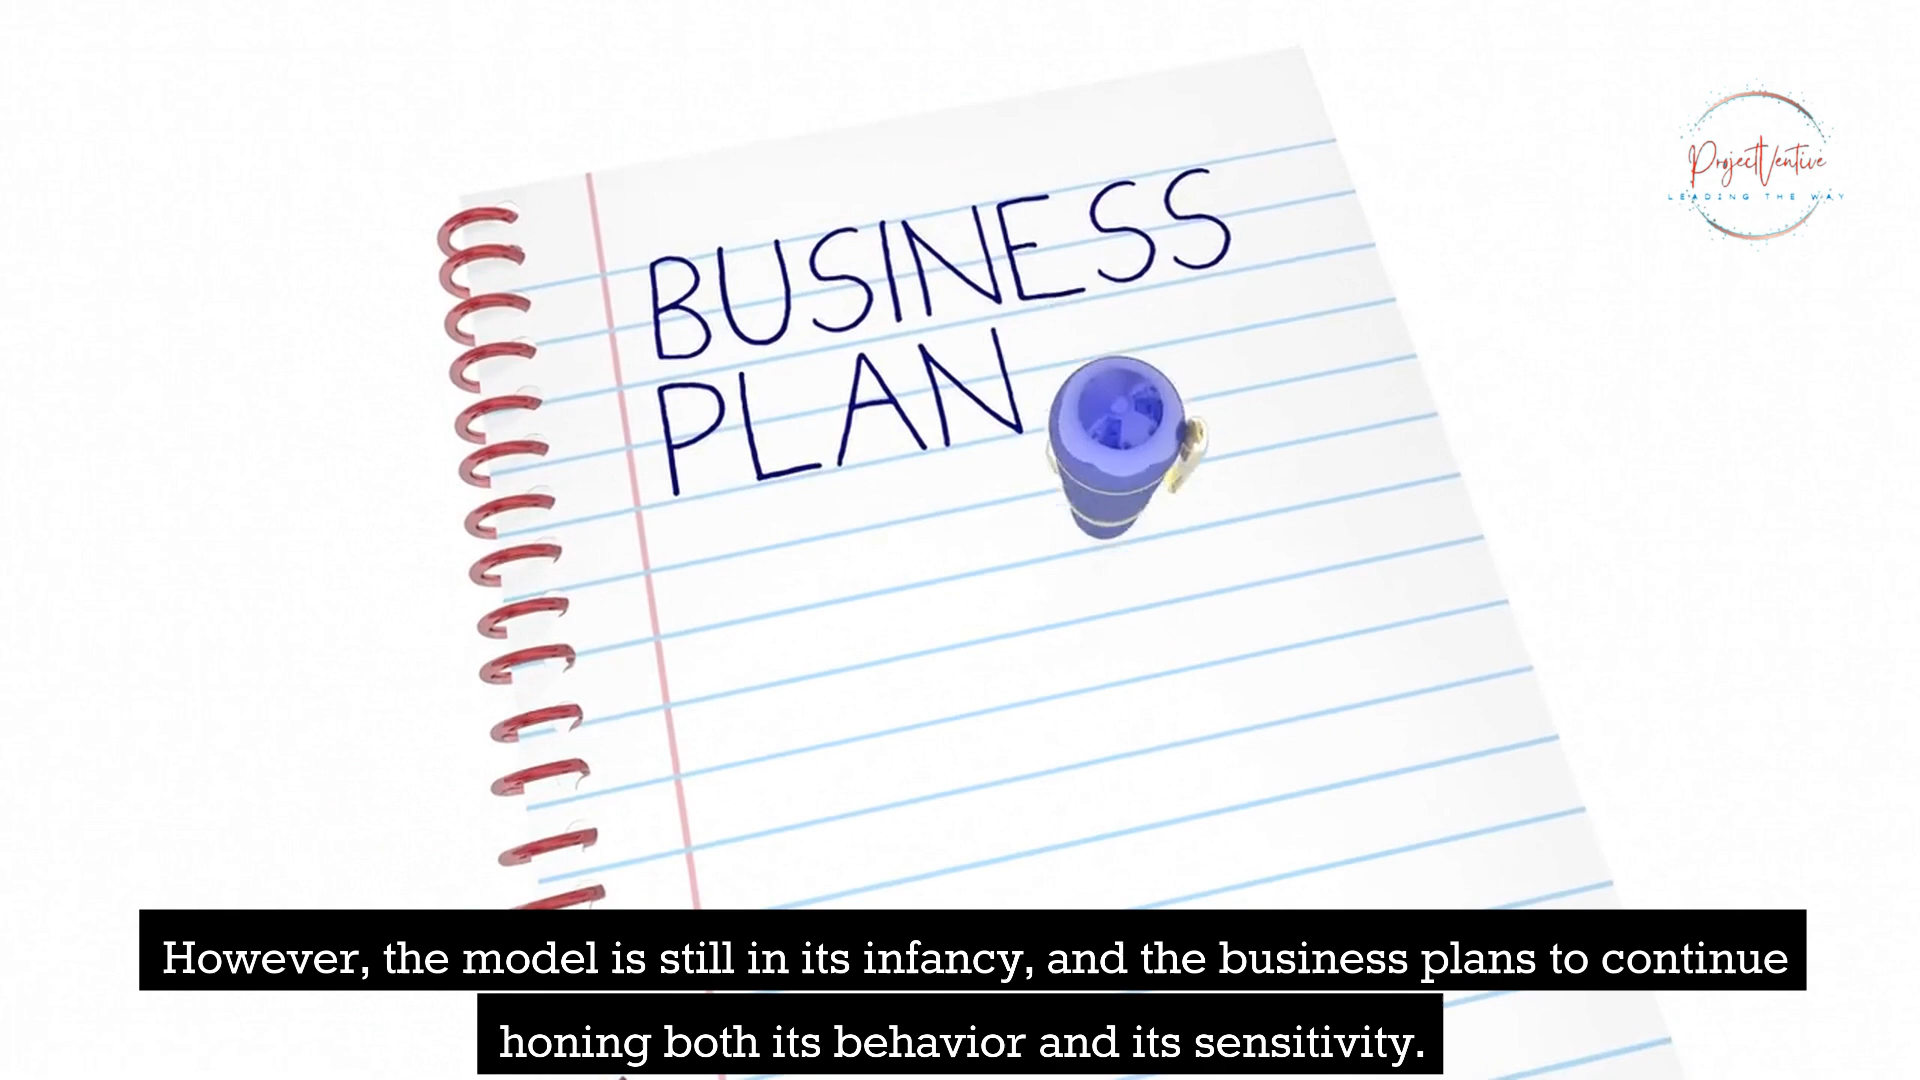 BUSINESS
PLAN
ProjectVentive
LEADING THE WAY
However, the model is still in its infancy, and the business plans to continue
honing both its behavior and its sensitivity.